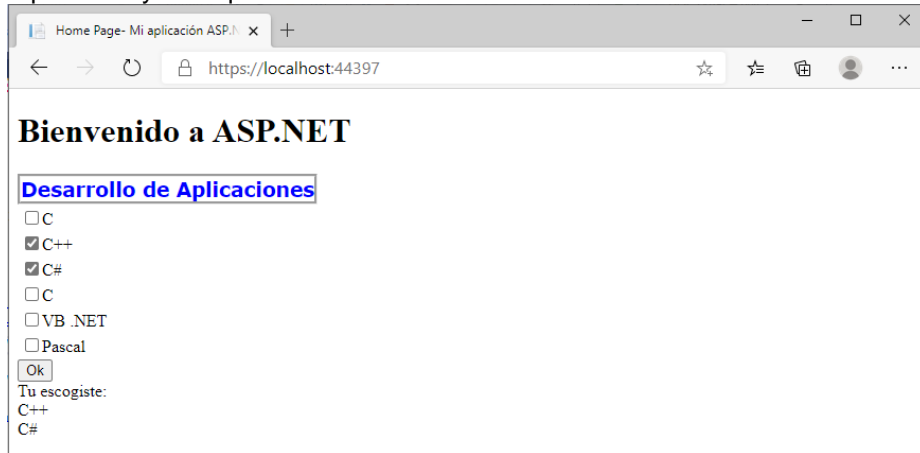 Home Page- Mi aplicación ASP.N
https://localhost:44397
Bienvenido a ASP.NET
Desarrollo de Aplicaciones
C
C++
C#
C
VB .NET
Pascal
Ok
Tu escogiste:
C++
C#